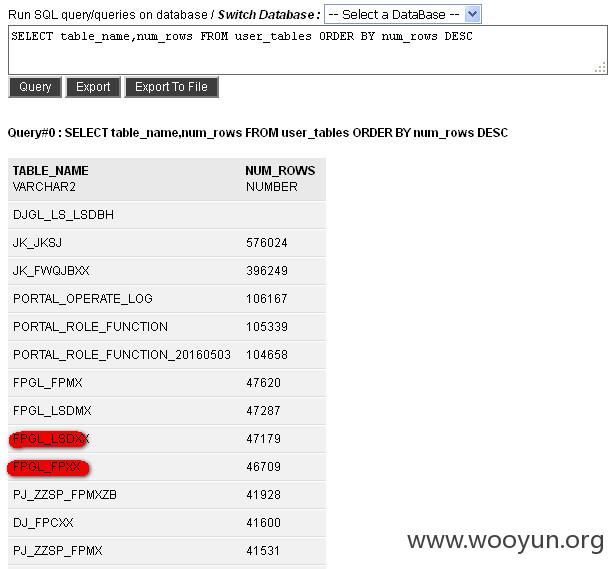 Run SQL query/queries on database / Switch Database : -- Select a DataBase --
SELECT table_name,num_rows FROM user_tables ORDER BY num_rows DESC
Query Export Export To File
Query#0 : SELECT table_name,num_rows FROM user_tables ORDER BY num_rows DESC
TABLE_NAME NUM_ROWS
VARCHAR2 NUMBER
DJGL_LS_LSDBH
JK_JKSJ 576024
JK_FWQJBXX 396249
PORTAL_OPERATE_LOG 106167
PORTAL_ROLE_FUNCTION 105339
PORTAL_ROLE_FUNCTION_20160503 104658
FPGL_FPMX 47620
FPGL_LSDMX 47287
FPGL_LSDXX 47179
FPGL_FPXX 46709
PJ_ZZSP_FPMXZB 41928
DJ_FPCXX 41600
PJ_ZZSP_FPMX 41531
www.wooyun.org